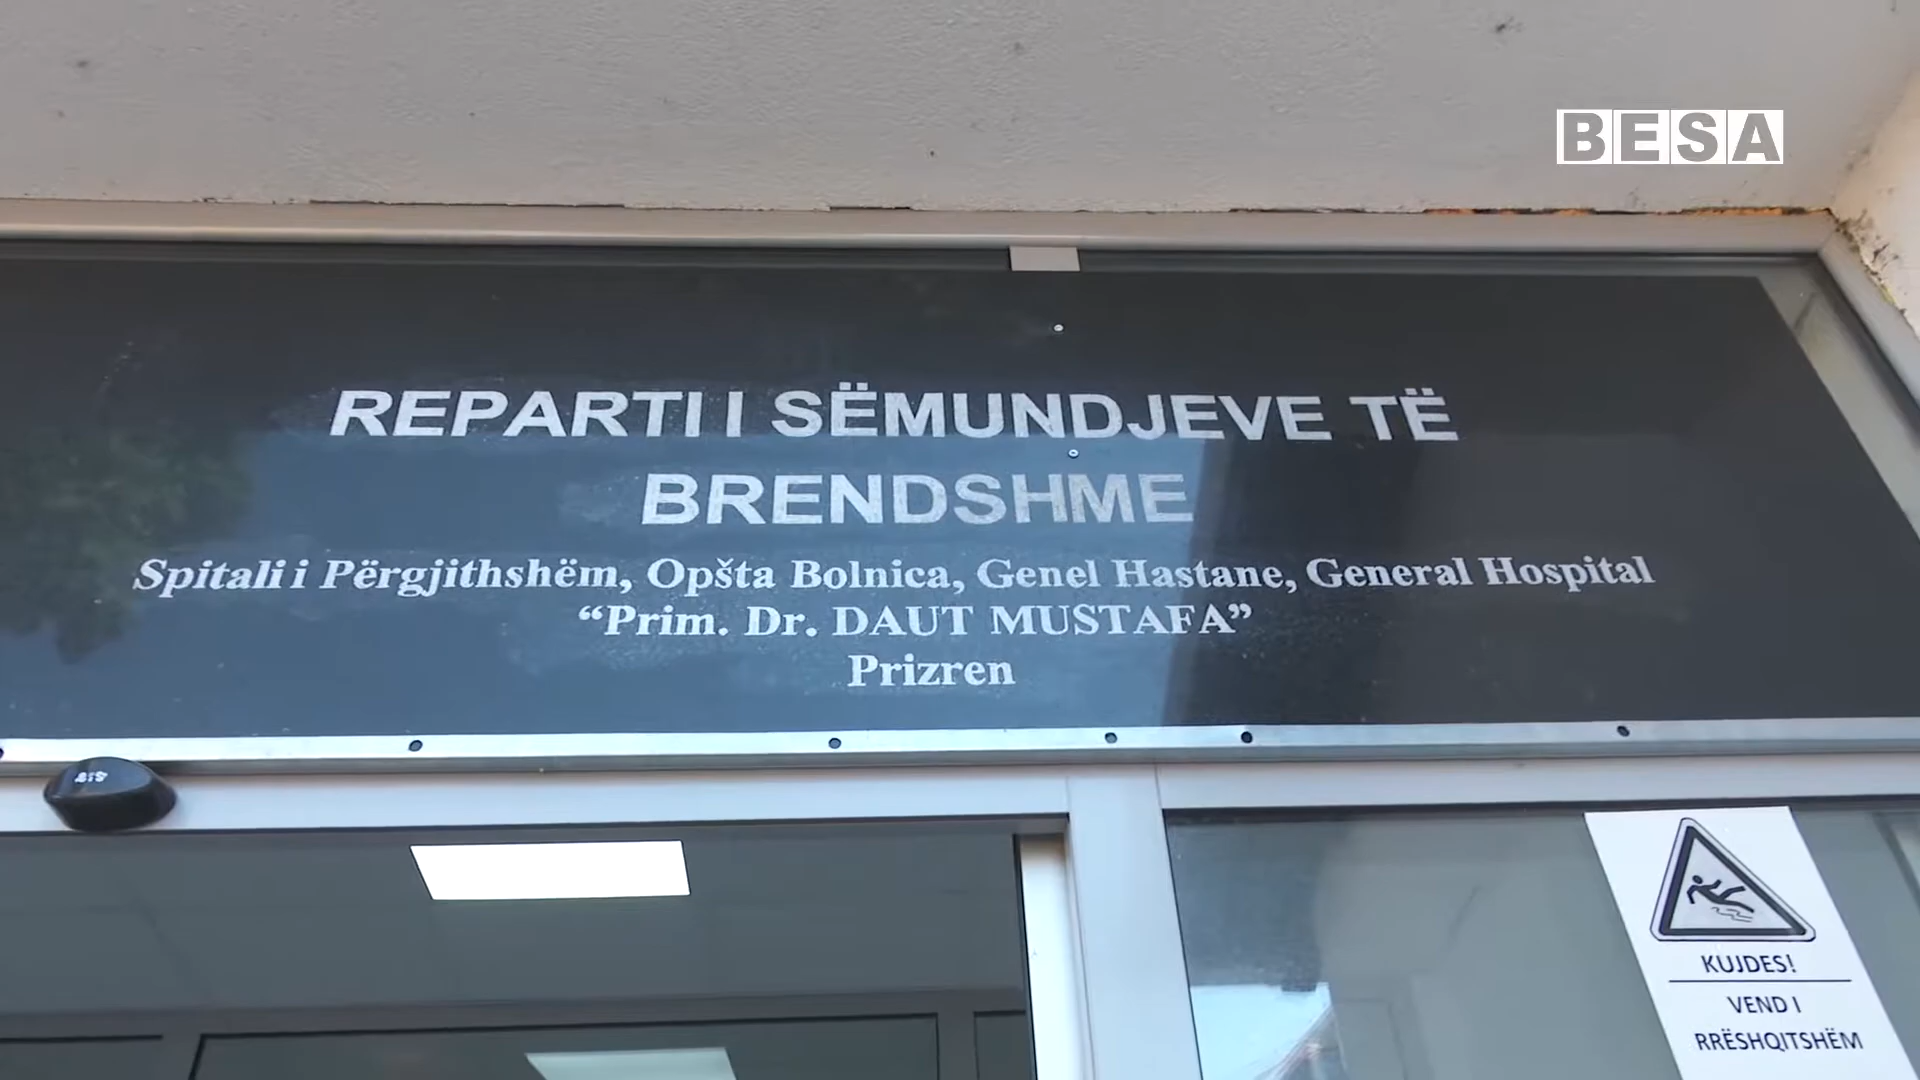 BESA
REPARTI I SËMUNDJEVE TË
BRENDSHME
Spitali i Përgjithshëm, Opšta Bolnica, Genel Hastane, General Hospital
“Prim. Dr. DAUT MUSTAFA”
Prizren
KUJDES!
VEND I
RRËSHQITSHËM